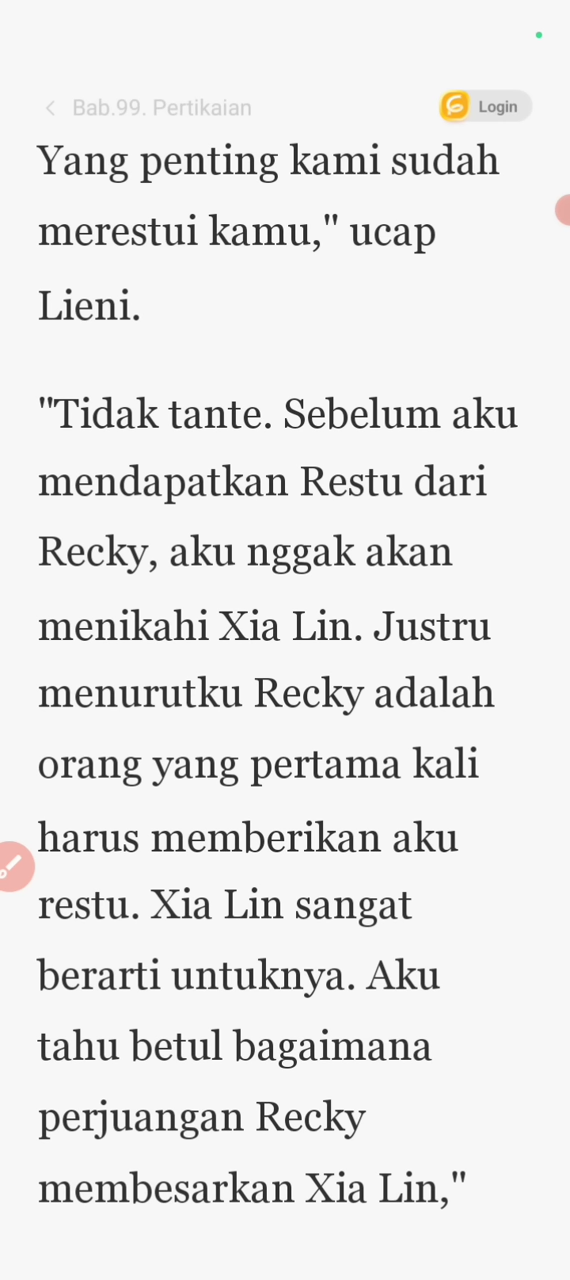 Bab.99. Pertikaian
Login
Yang penting kami sudah
merestui kamu," ucap
Lieni.
"Tidak tante. Sebelum aku
mendapatkan Restu dari
Recky, aku nggak akan
menikahi Xia Lin. Justru
menurutku Recky adalah
orang yang pertama kali
harus memberikan aku
restu. Xia Lin sangat
berarti untuknya. Aku
tahu betul bagaimana
perjuangan Recky
membesarkan Xia Lin,"